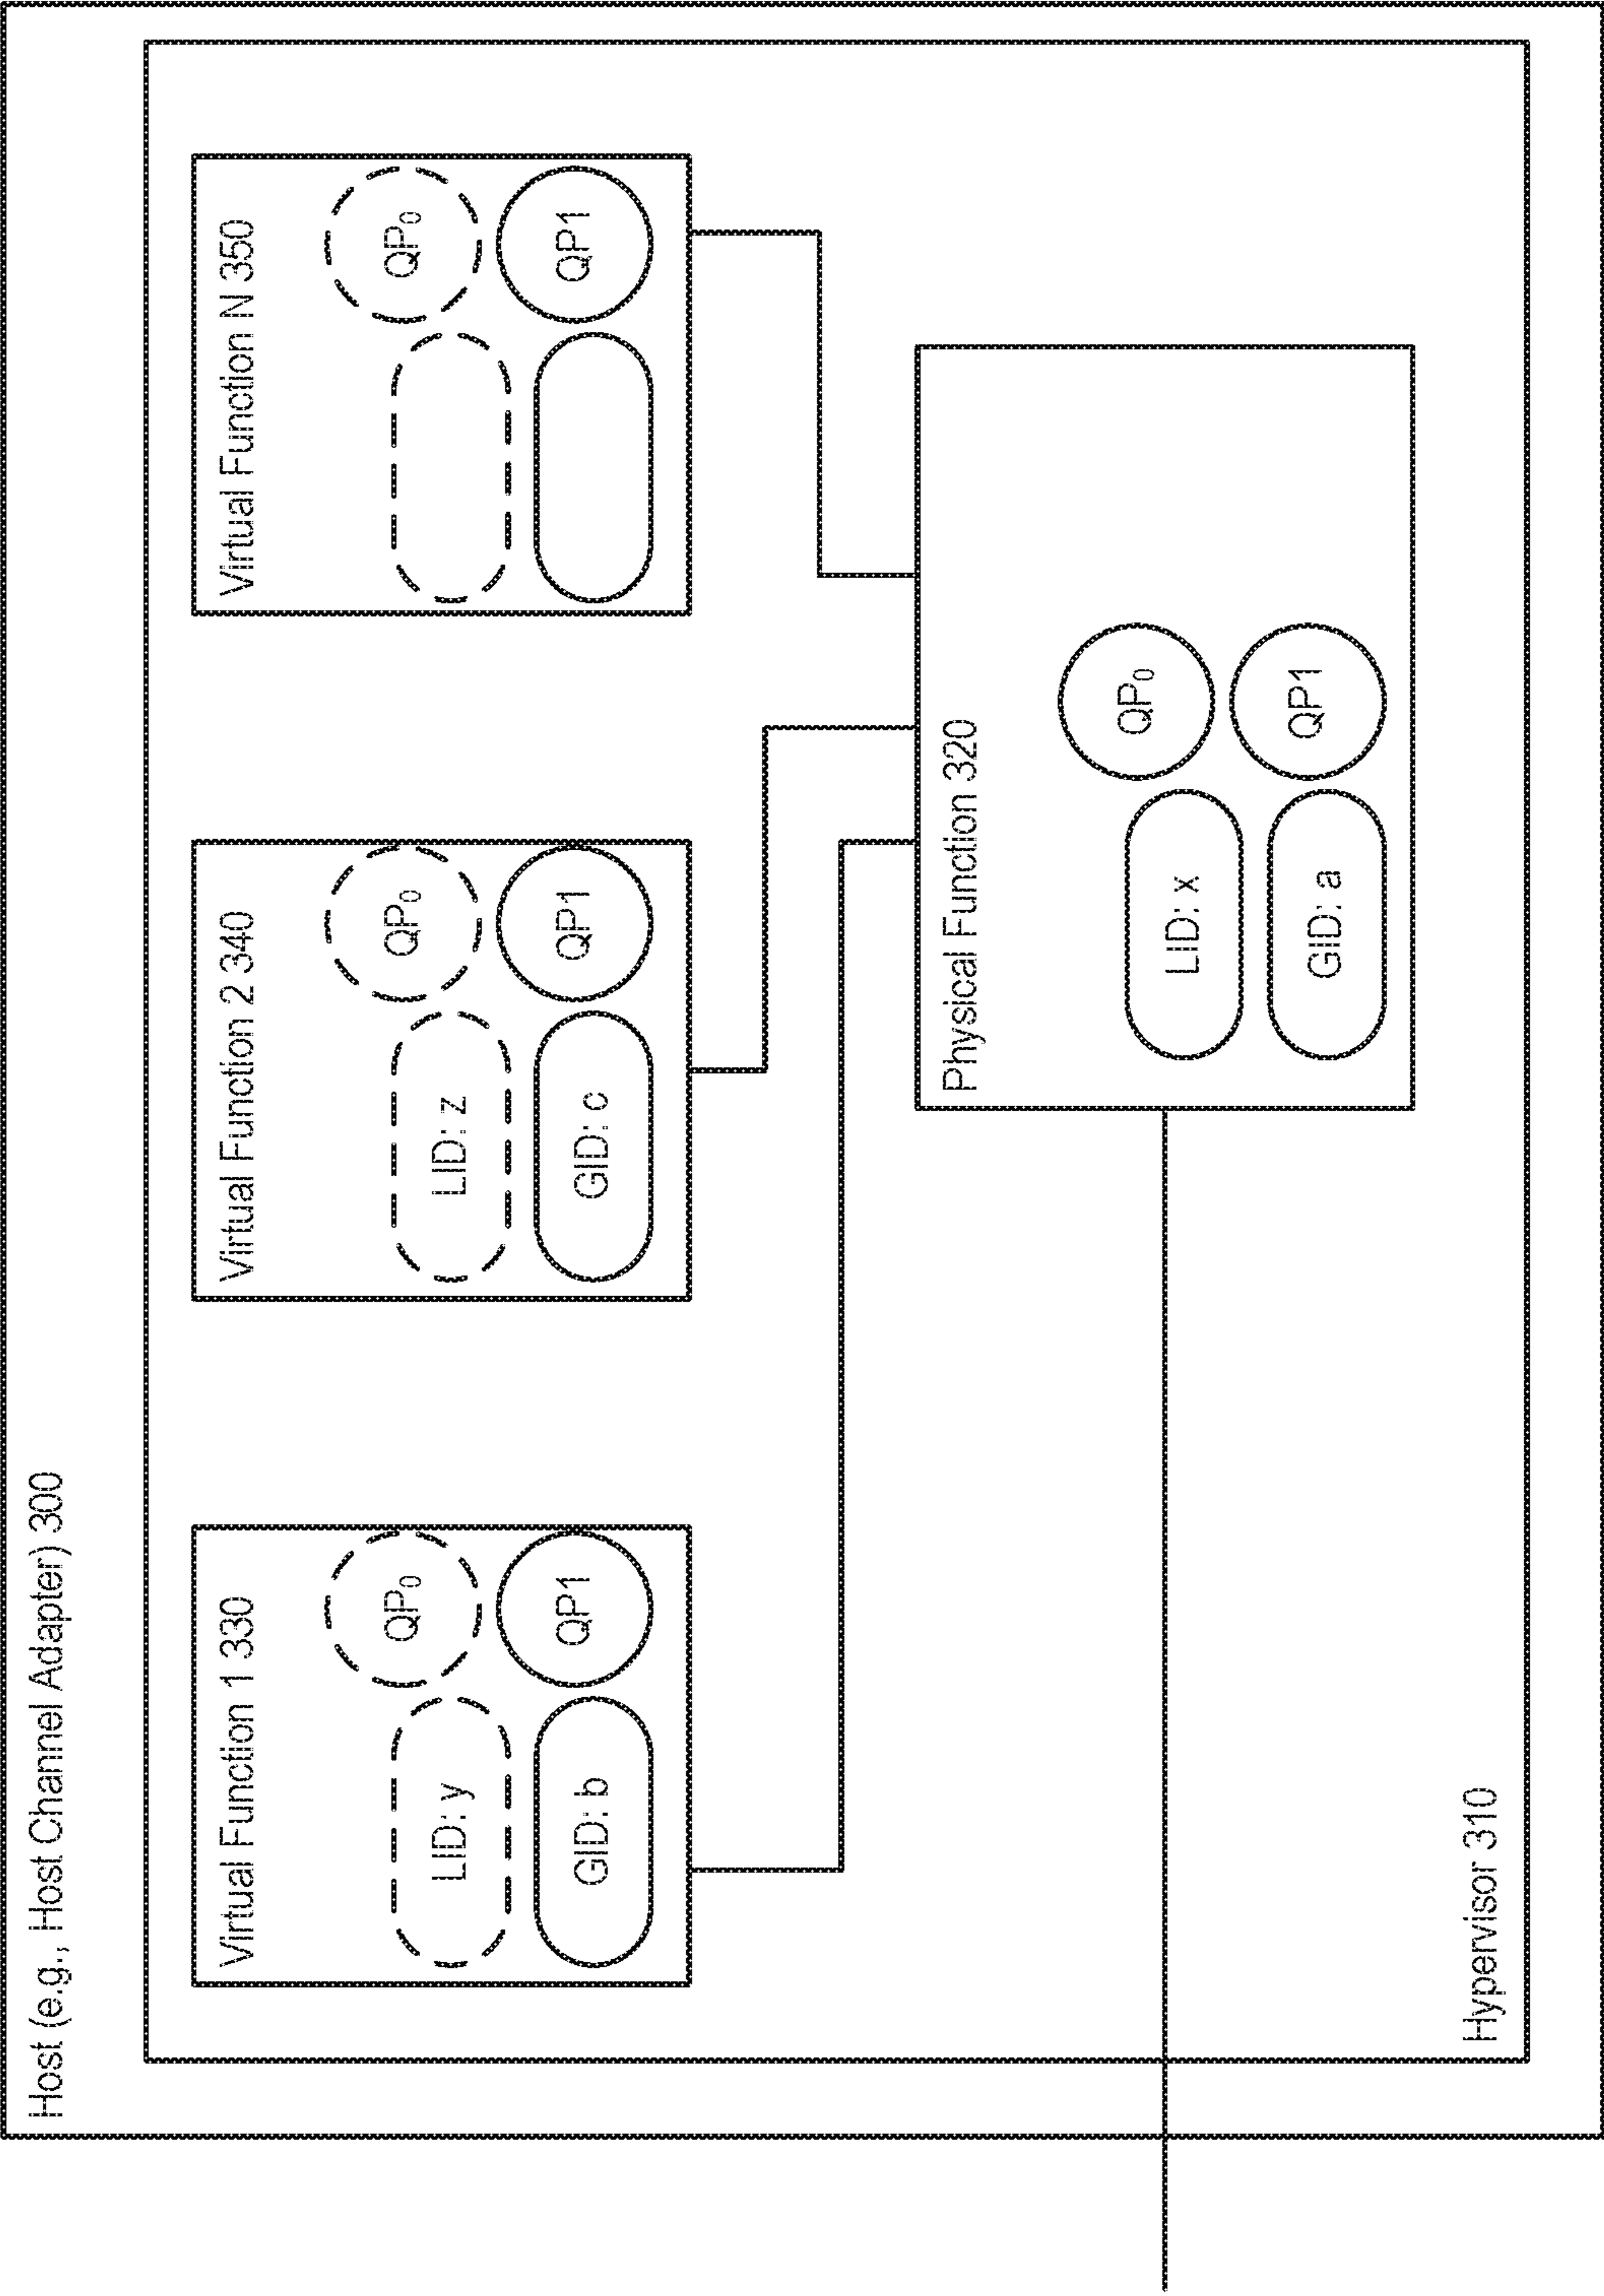 Host (e.g., Host Channel Adapter) 300
Virtual Function 1 330
QP0
LID: y
QP1
GID: b
Virtual Function 2 340
QP0
LID: z
QP1
GID: c
Virtual Function N 350
QP0
QP1
Physical Function 320
QP0
LID: x
QP1
GID: a
Hypervisor 310